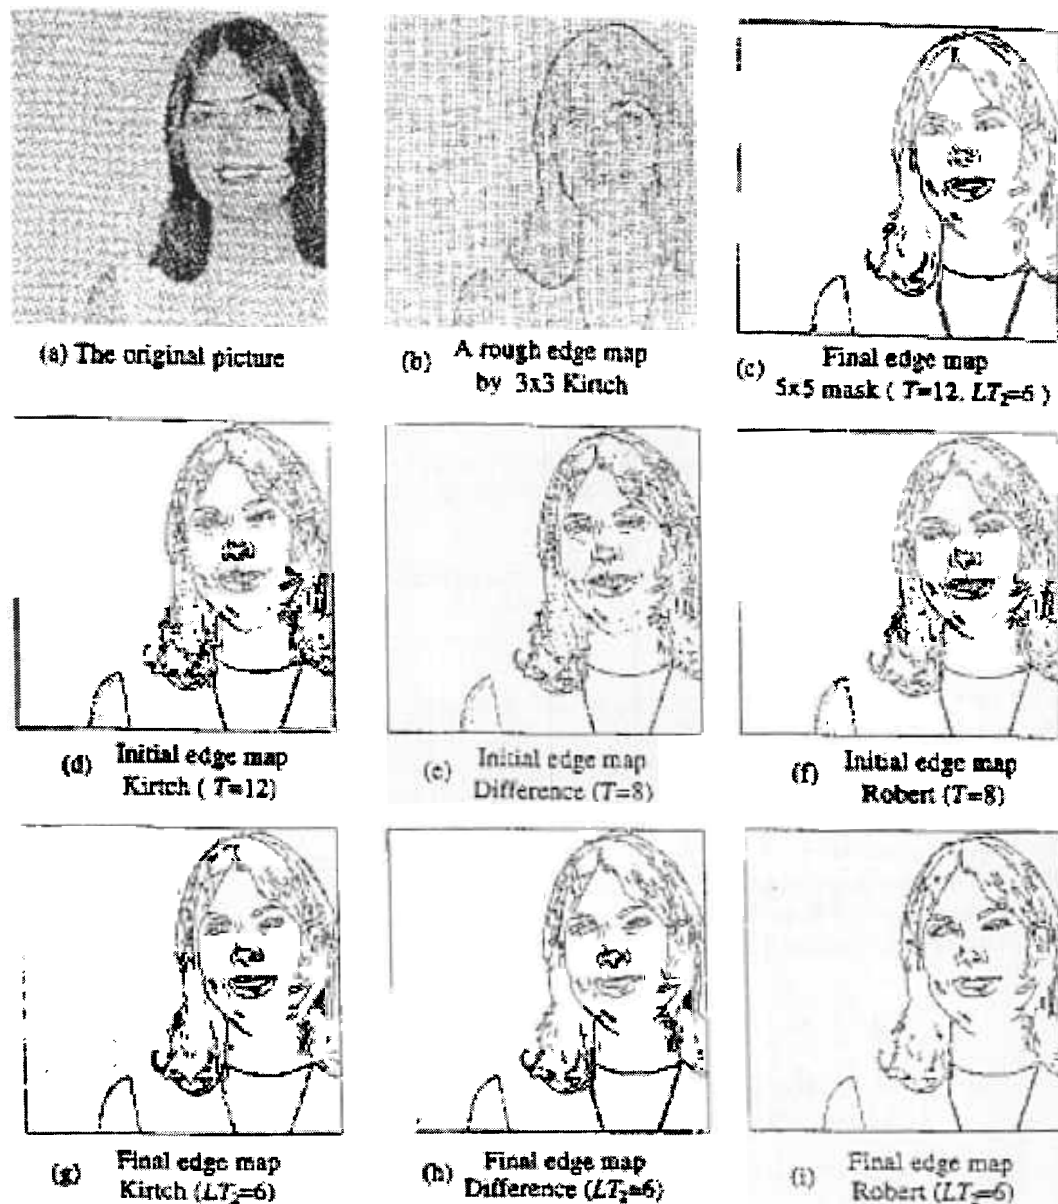 (a) The original picture
(b) A rough edge map
by 3x3 Kirtch
(c) Final edge map
5x5 mask ( T=12. LT2=6 )
(d) Initial edge map
Kirtch ( T=12)
(e) Initial edge map
Difference (T=8)
(f) Initial edge map
Robert (T=8)
(g) Final edge map
Kirtch (LT2=6)
(h) Final edge map
Difference (LT2=6)
(i) Final edge map
Robert (LT2=6)